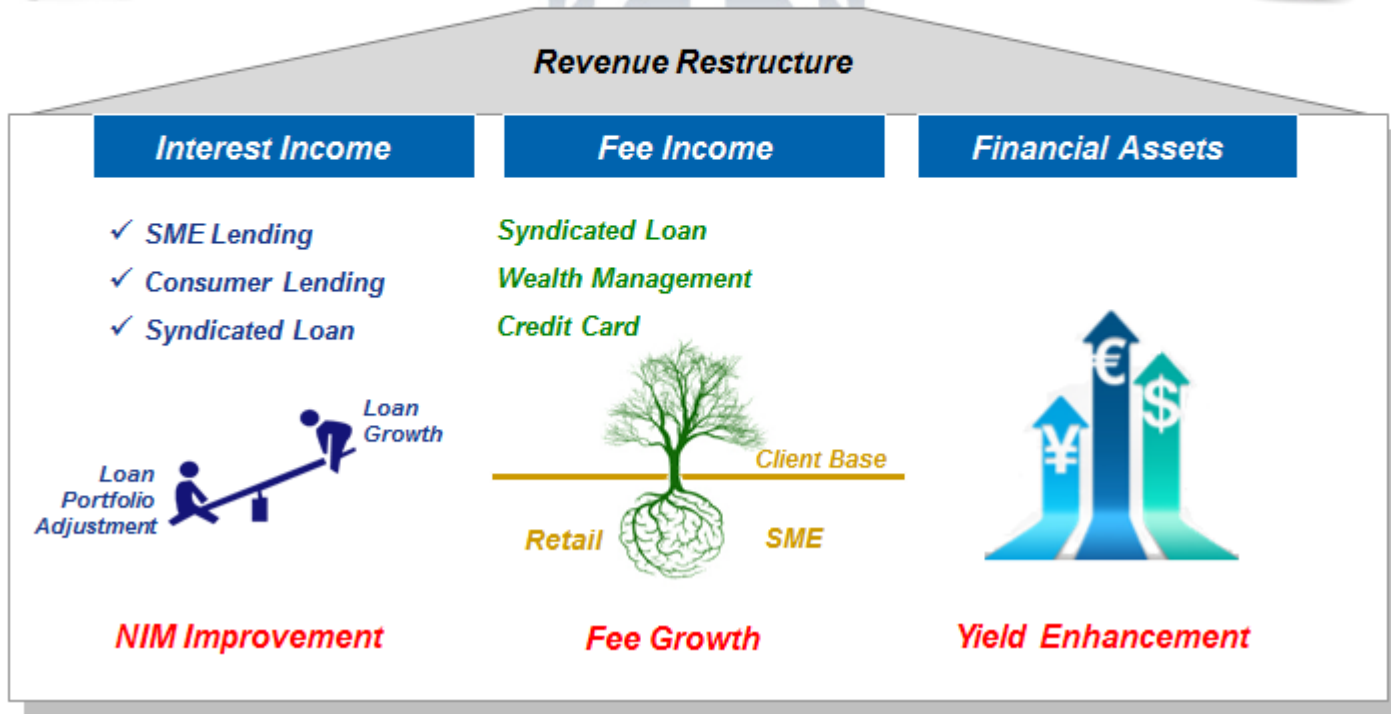 Revenue Restructure
Interest Income
Fee Income
Financial Assets
✓ SME Lending
✓ Consumer Lending
✓ Syndicated Loan
Loan
Growth
Loan
Portfolio
Adjustment
NIM Improvement
Syndicated Loan
Wealth Management
Credit Card
Client Base
Retail
SME
Fee Growth
¥
€
$
Yield Enhancement